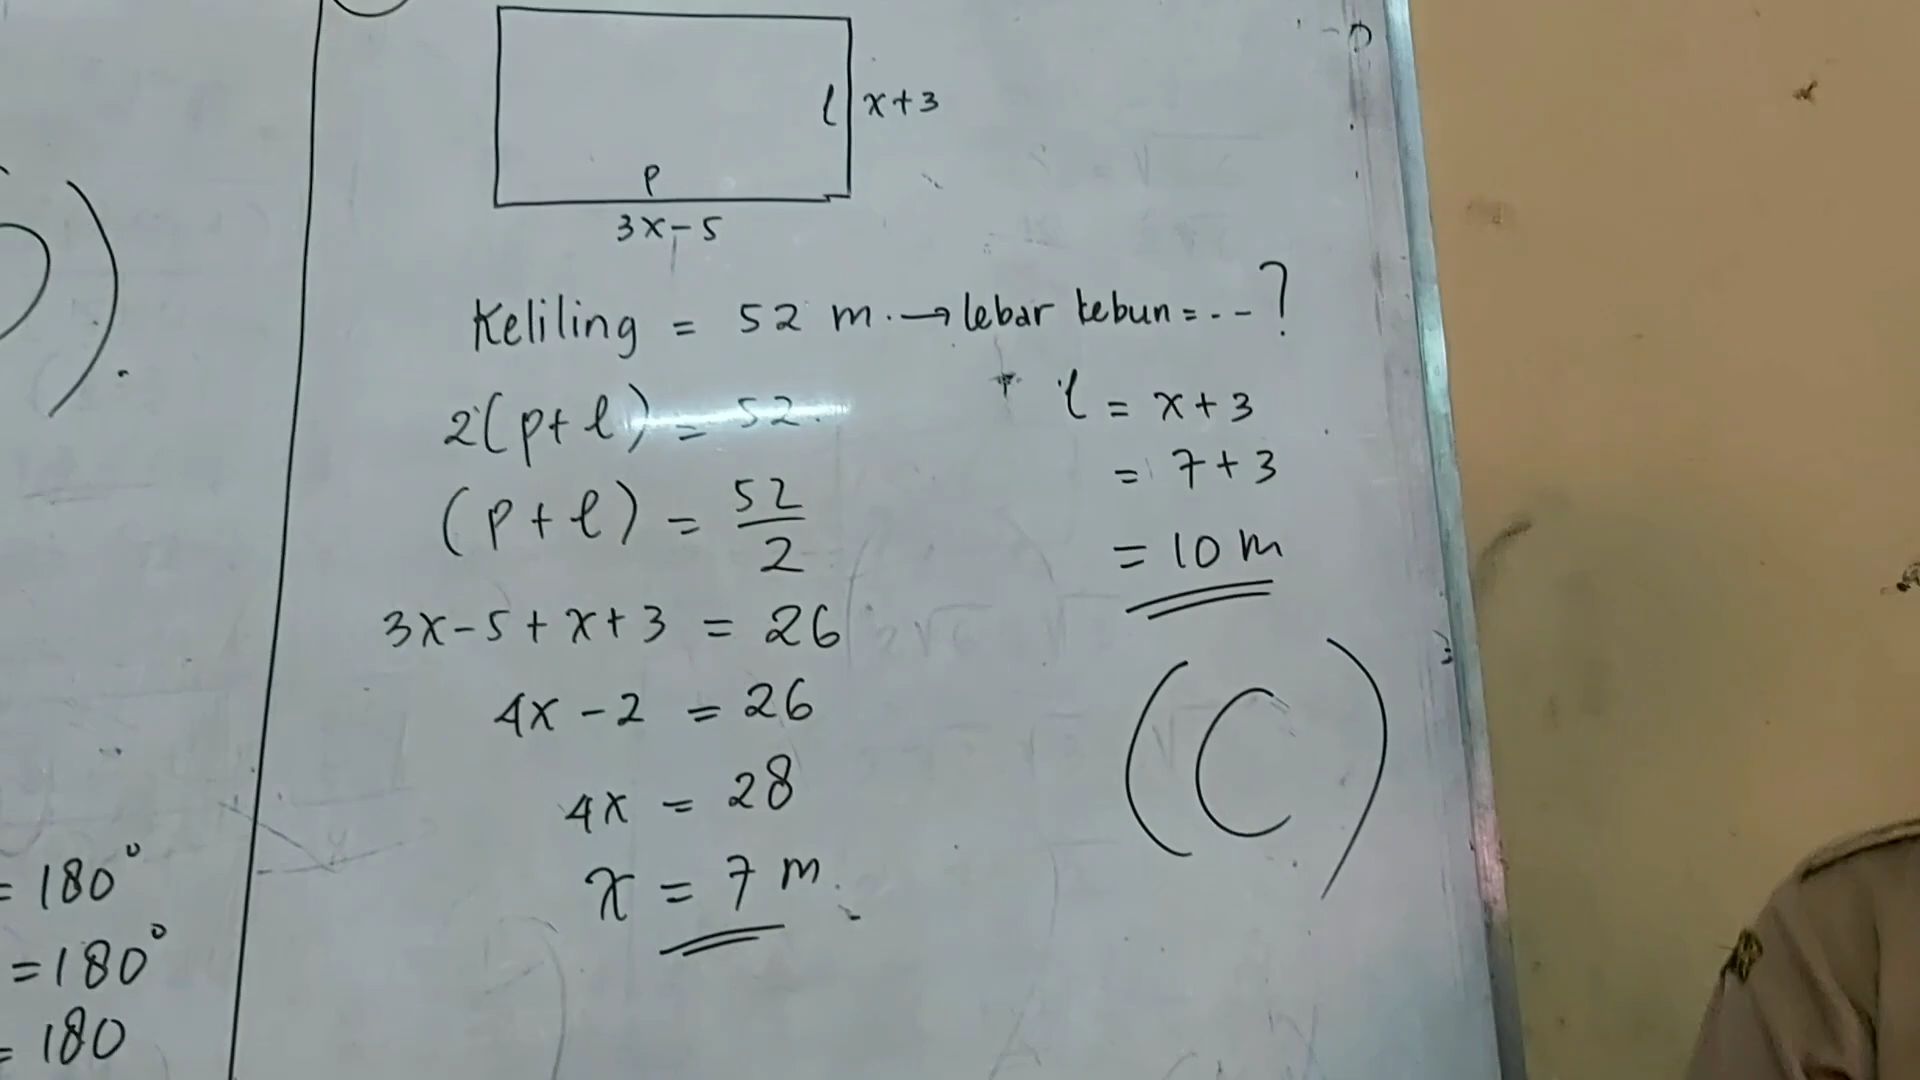 l x+3
p
3x-5
Keliling = 52 m. → lebar kebun = . - - ?
2(p+l) = 52.
(p+l) = 52/2
3x-5+x+3 = 26
4x - 2 = 26
4x = 28
x = 7 m.
l = x+3
= 7+3
= 10 m
(C)
= 180°
= 180°
= 180